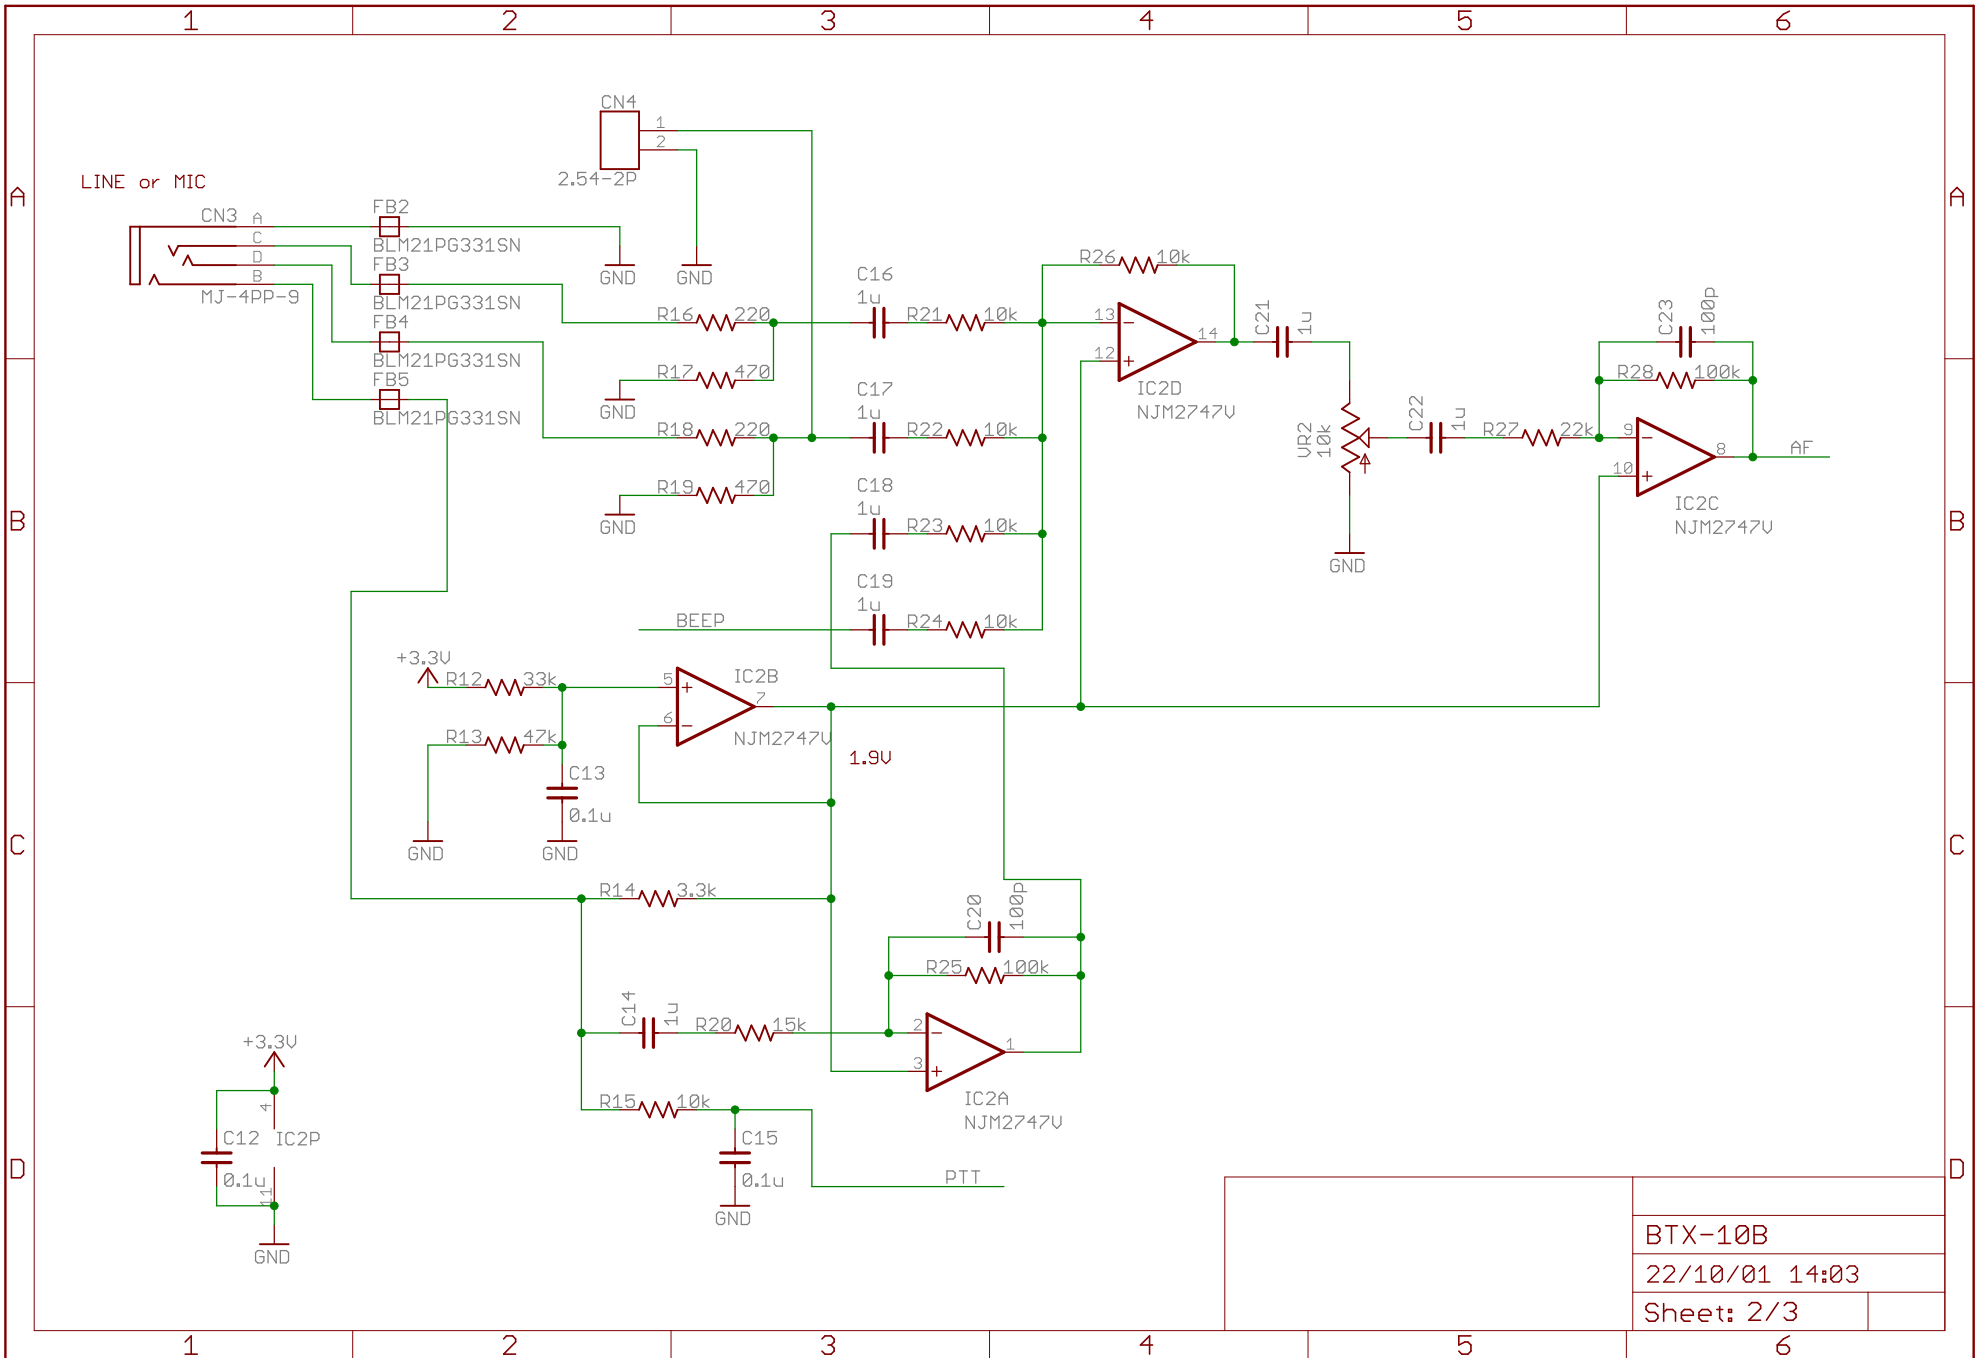 1 2 3 4 5 6
A
A
B
B
C
C
D
D
LINE or MIC
CN3
A
C
D
B
MJ-4PP-9
CN4
1
2
2.54-2P
FB2
BLM21PG331SN
FB3
BLM21PG331SN
FB4
BLM21PG331SN
FB5
BLM21PG331SN
GND
GND
R16 220
R17 470
GND
R18 220
R19 470
GND
C16
1u
R21 10k
C17
1u
R22 10k
C18
1u
R23 10k
C19
1u
R24 10k
BEEP
R26 10k
13
12
14
IC2D
NJM2747V
C21
1u
VR2
10k
GND
C22
1u
R27 22k
C23
100p
R28 100k
9
10
8
AF
IC2C
NJM2747V
+3.3V
R12 33k
R13 47k
C13
0.1u
GND
GND
5
6
7
IC2B
NJM2747V
1.9V
R14 3.3k
C20
100p
R25 100k
C14
1u
R20 15k
2
3
1
IC2A
NJM2747V
R15 10k
C15
0.1u
GND
PTT
+3.3V
4
C12
IC2P
0.1u
11
GND
BTX-10B
22/10/01 14:03
Sheet: 2/3
1 2 3 4 5 6